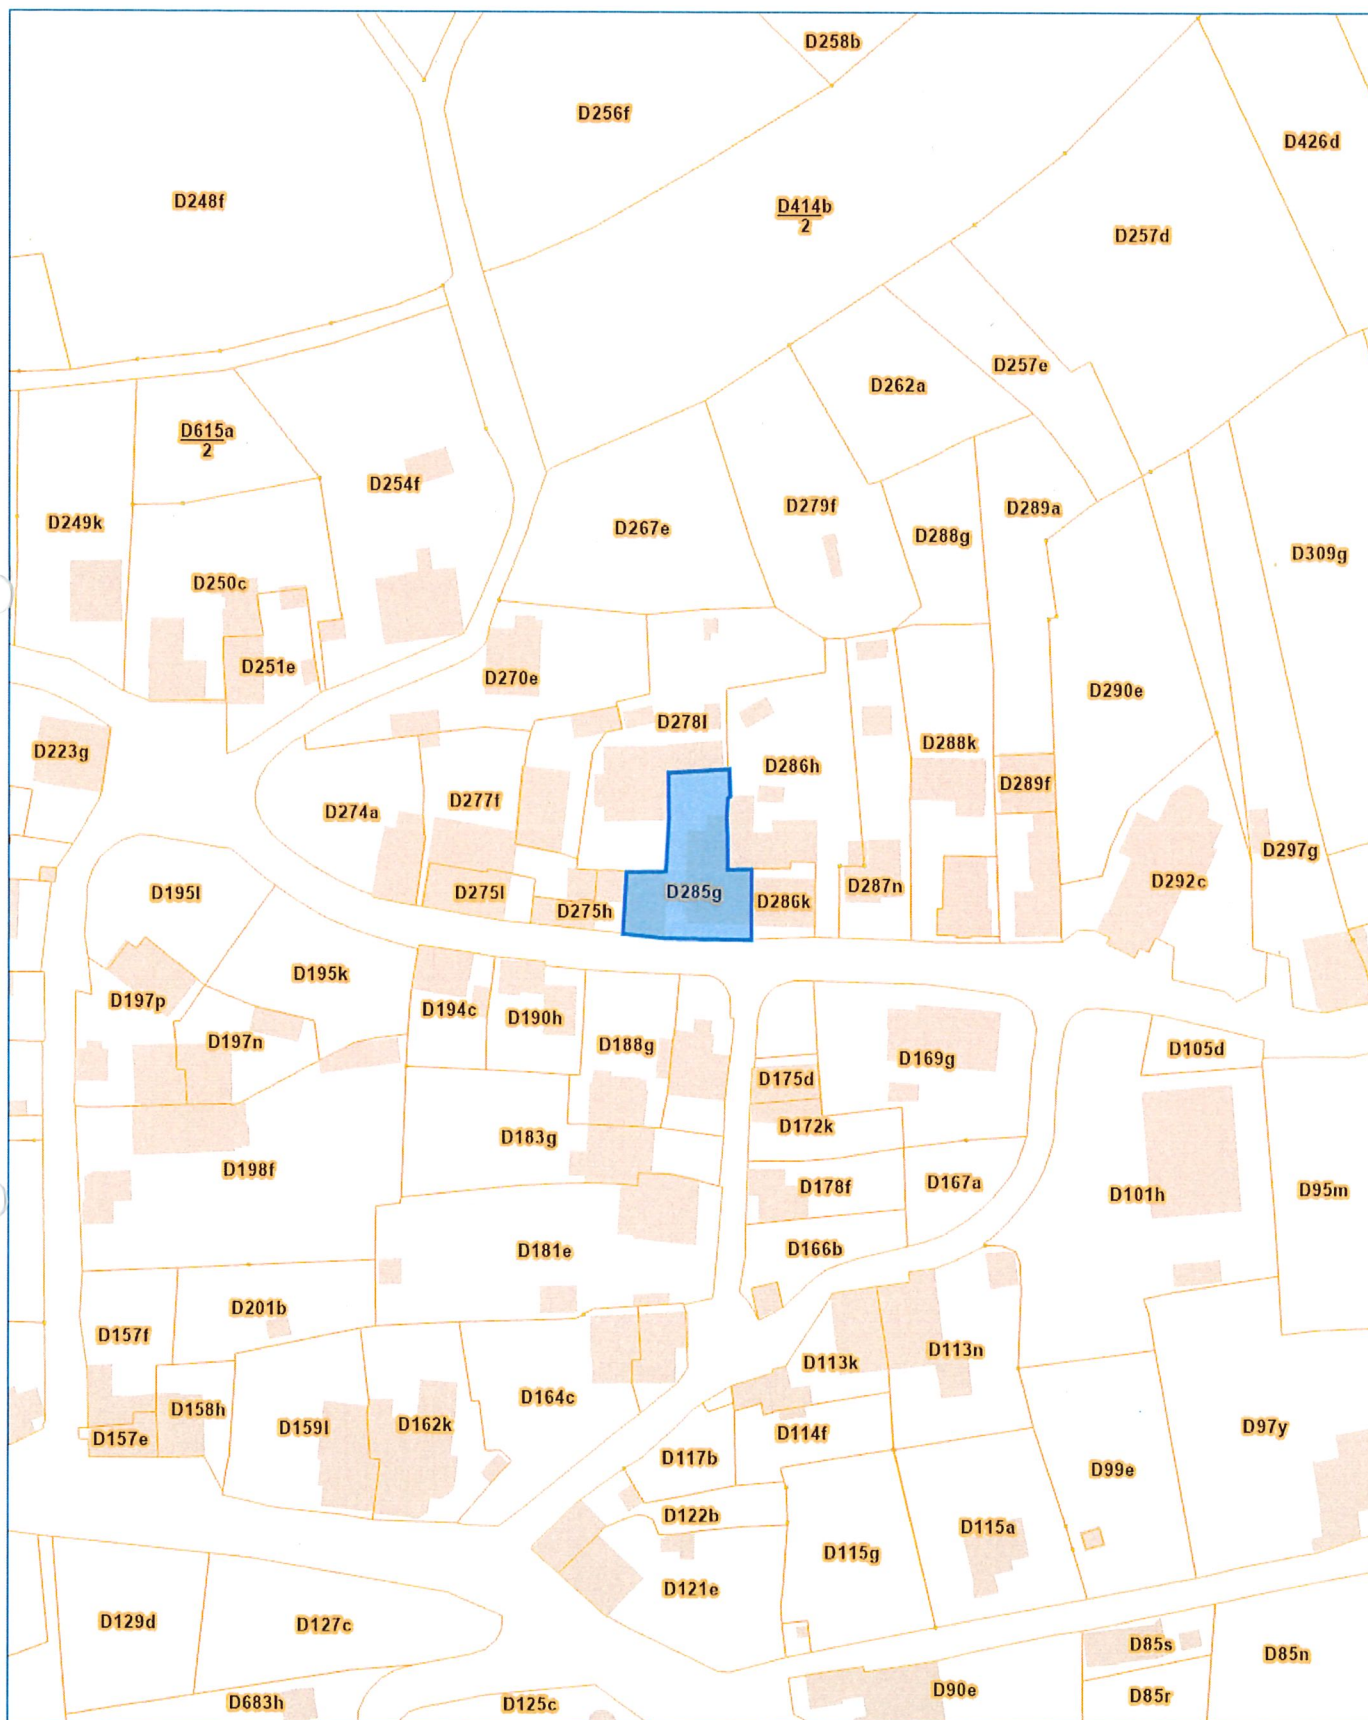 D258b
D256f
D426d
D248f
D414b
2
D257d
D257e
D262a
D615a
2
D254f
D279f
D289a
D249k
D267e
D288g
D309g
D250c
D251e
D270e
D290e
D278l
D223g
D288k
D286h
D289f
D277f
D274a
D297g
D292c
D287n
D195l
D275l
D285g
D286k
D275h
D195k
D197p
D194c
D190h
D197n
D188g
D169g
D105d
D175d
D172k
D183g
D198f
D178f
D167a
D101h
D95m
D181e
D166b
D201b
D157f
D113k
D113n
D164c
D158h
D159l
D162k
D157e
D114f
D97y
D117b
D99e
D122b
D115a
D115g
D121e
D129d
D127c
D85s
D85n
D683h
D125c
D90e
D85r